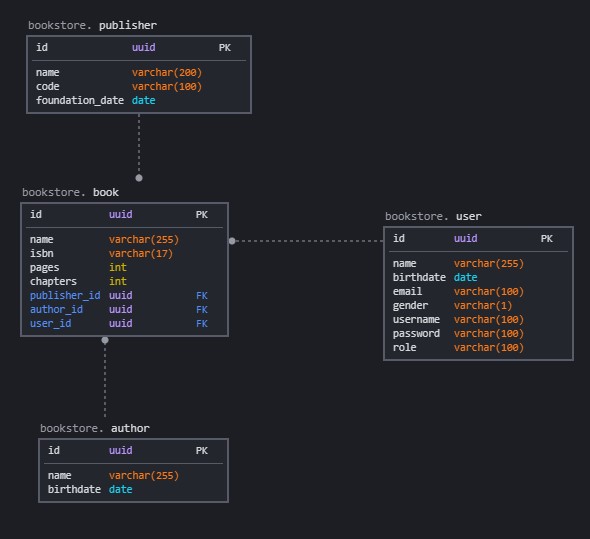 bookstore. publisher
id uuid PK
name varchar(200)
code varchar(100)
foundation_date date
bookstore. book
id uuid PK
name varchar(255)
isbn varchar(17)
pages int
chapters int
publisher_id uuid FK
author_id uuid FK
user_id uuid FK
bookstore. user
id uuid PK
name varchar(255)
birthdate date
email varchar(100)
gender varchar(1)
username varchar(100)
password varchar(100)
role varchar(100)
bookstore. author
id uuid PK
name varchar(255)
birthdate date